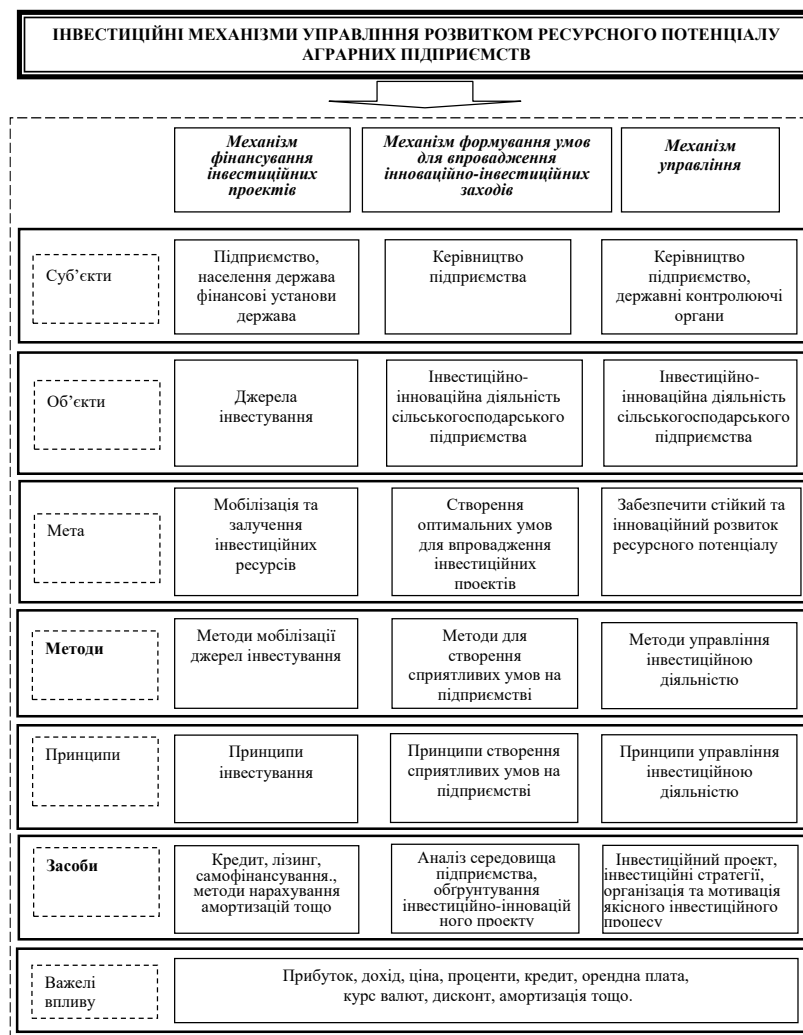 ІНВЕСТИЦІЙНІ МЕХАНІЗМИ УПРАВЛІННЯ РОЗВИТКОМ РЕСУРСНОГО ПОТЕНЦІАЛУ
АГРАРНИХ ПІДПРИЄМСТВ
Механізм
фінансування
інвестиційних
проектів
Механізм формування умов
для впровадження
інноваційно-інвестиційних
заходів
Механізм
управління
Суб’єкти
Підприємство,
населення держава
фінансові установи
держава
Керівництво
підприємства
Керівництво
підприємство,
державні контролюючі
органи
Об’єкти
Джерела
інвестування
Інвестиційно-
інноваційна діяльність
сільськогосподарського
підприємства
Інвестиційно-
інноваційна діяльність
сільськогосподарського
підприємства
Мета
Мобілізація та
залучення
інвестиційних
ресурсів
Створення
оптимальних умов
для впровадження
інвестиційних
проектів
Забезпечити стійкий та
інноваційний розвиток
ресурсного потенціалу
Методи
Методи мобілізації
джерел інвестування
Методи для
створення
сприятливих умов на
підприємстві
Методи управління
інвестиційною
діяльністю
Принципи
Принципи
інвестування
Принципи створення
сприятливих умов на
підприємстві
Принципи управління
інвестиційною
діяльністю
Засоби
Кредит, лізинг,
самофінансування.,
методи нарахування
амортизацій тощо
Аналіз середовища
підприємства,
обґрунтування
інвестиційно-інновацій
ного проекту
Інвестиційний проект,
інвестиційні стратегії,
організація та мотивація
якісного інвестиційного
процесу
Важелі
впливу
Прибуток, дохід, ціна, проценти, кредит, орендна плата,
курс валют, дисконт, амортизація тощо.